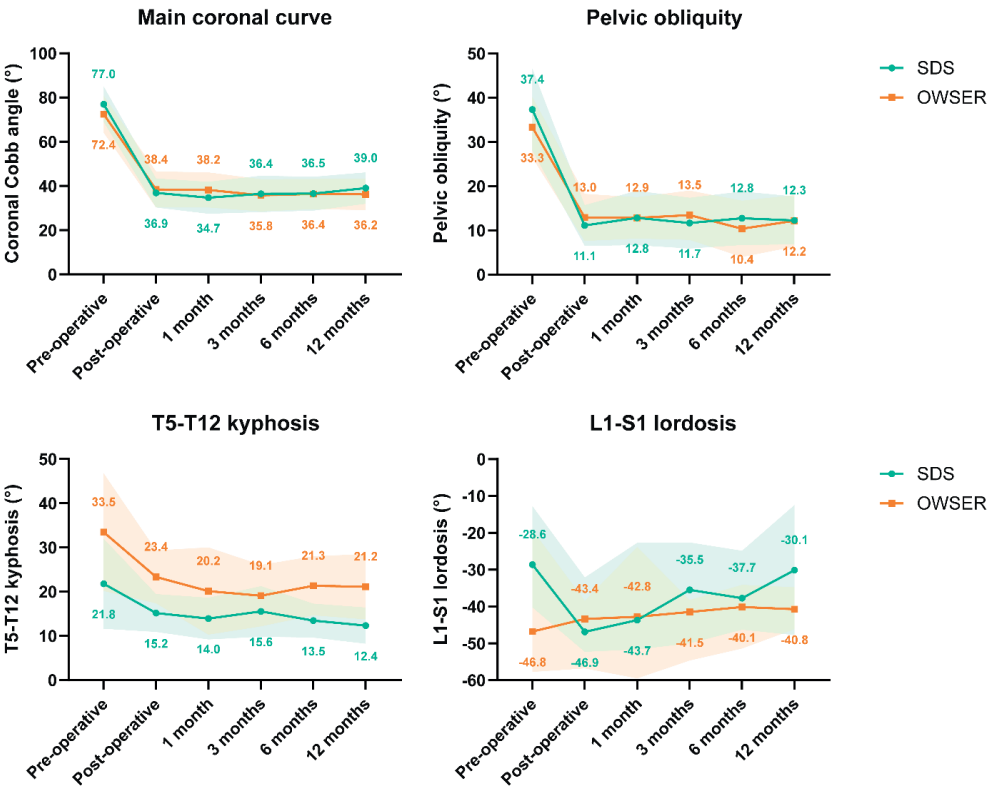 Main coronal curve
Coronal Cobb angle (°)
100
80
60
40
20
0
77.0
72.4
38.4
38.2
36.4
36.5
39.0
36.9
34.7
35.8
36.4
36.2
Pre-operative
Post-operative
1 month
3 months
6 months
12 months
Pelvic obliquity
Pelvic obliquity (°)
50
40
30
20
10
0
37.4
33.3
13.0
12.9
13.5
12.8
12.3
11.1
12.8
11.7
10.4
12.2
Pre-operative
Post-operative
1 month
3 months
6 months
12 months
SDS
OWSER
T5-T12 kyphosis
T5-T12 kyphosis (°)
50
40
30
20
10
0
33.5
23.4
20.2
19.1
21.3
21.2
21.8
15.2
14.0
15.6
13.5
12.4
Pre-operative
Post-operative
1 month
3 months
6 months
12 months
L1-S1 lordosis
L1-S1 lordosis (°)
0
-10
-20
-30
-40
-50
-60
-28.6
-43.4
-42.8
-35.5
-37.7
-30.1
-46.8
-46.9
-43.7
-41.5
-40.1
-40.8
Pre-operative
Post-operative
1 month
3 months
6 months
12 months
SDS
OWSER